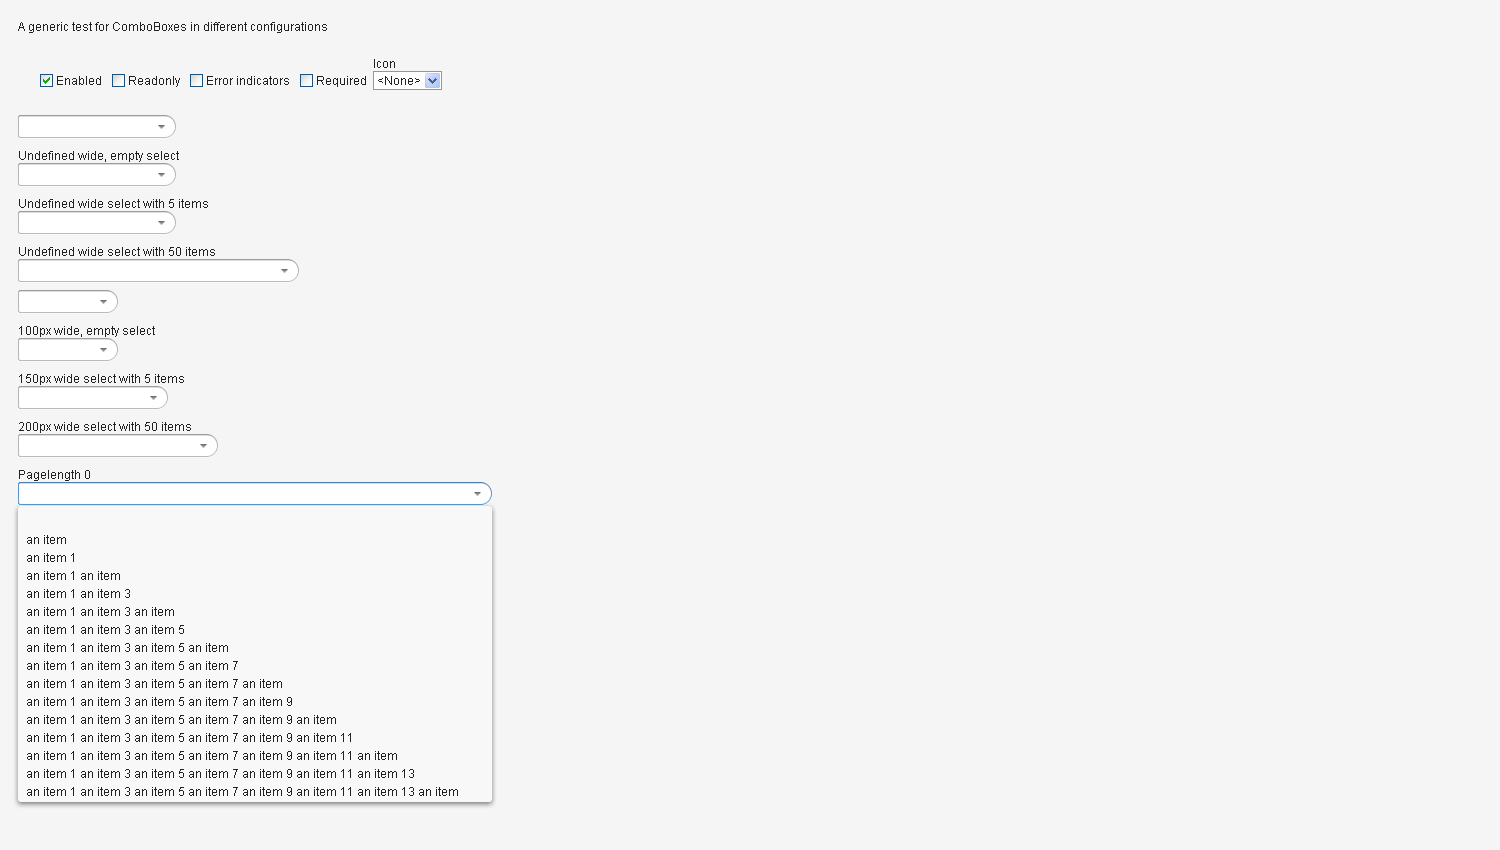 A generic test for ComboBoxes in different configurations
Icon
Enabled Readonly Error indicators Required <None>
Undefined wide, empty select
Undefined wide select with 5 items
Undefined wide select with 50 items
100px wide, empty select
150px wide select with 5 items
200px wide select with 50 items
Pagelength 0
an item
an item 1
an item 1 an item
an item 1 an item 3
an item 1 an item 3 an item
an item 1 an item 3 an item 5
an item 1 an item 3 an item 5 an item
an item 1 an item 3 an item 5 an item 7
an item 1 an item 3 an item 5 an item 7 an item
an item 1 an item 3 an item 5 an item 7 an item 9
an item 1 an item 3 an item 5 an item 7 an item 9 an item
an item 1 an item 3 an item 5 an item 7 an item 9 an item 11
an item 1 an item 3 an item 5 an item 7 an item 9 an item 11 an item
an item 1 an item 3 an item 5 an item 7 an item 9 an item 11 an item 13
an item 1 an item 3 an item 5 an item 7 an item 9 an item 11 an item 13 an item